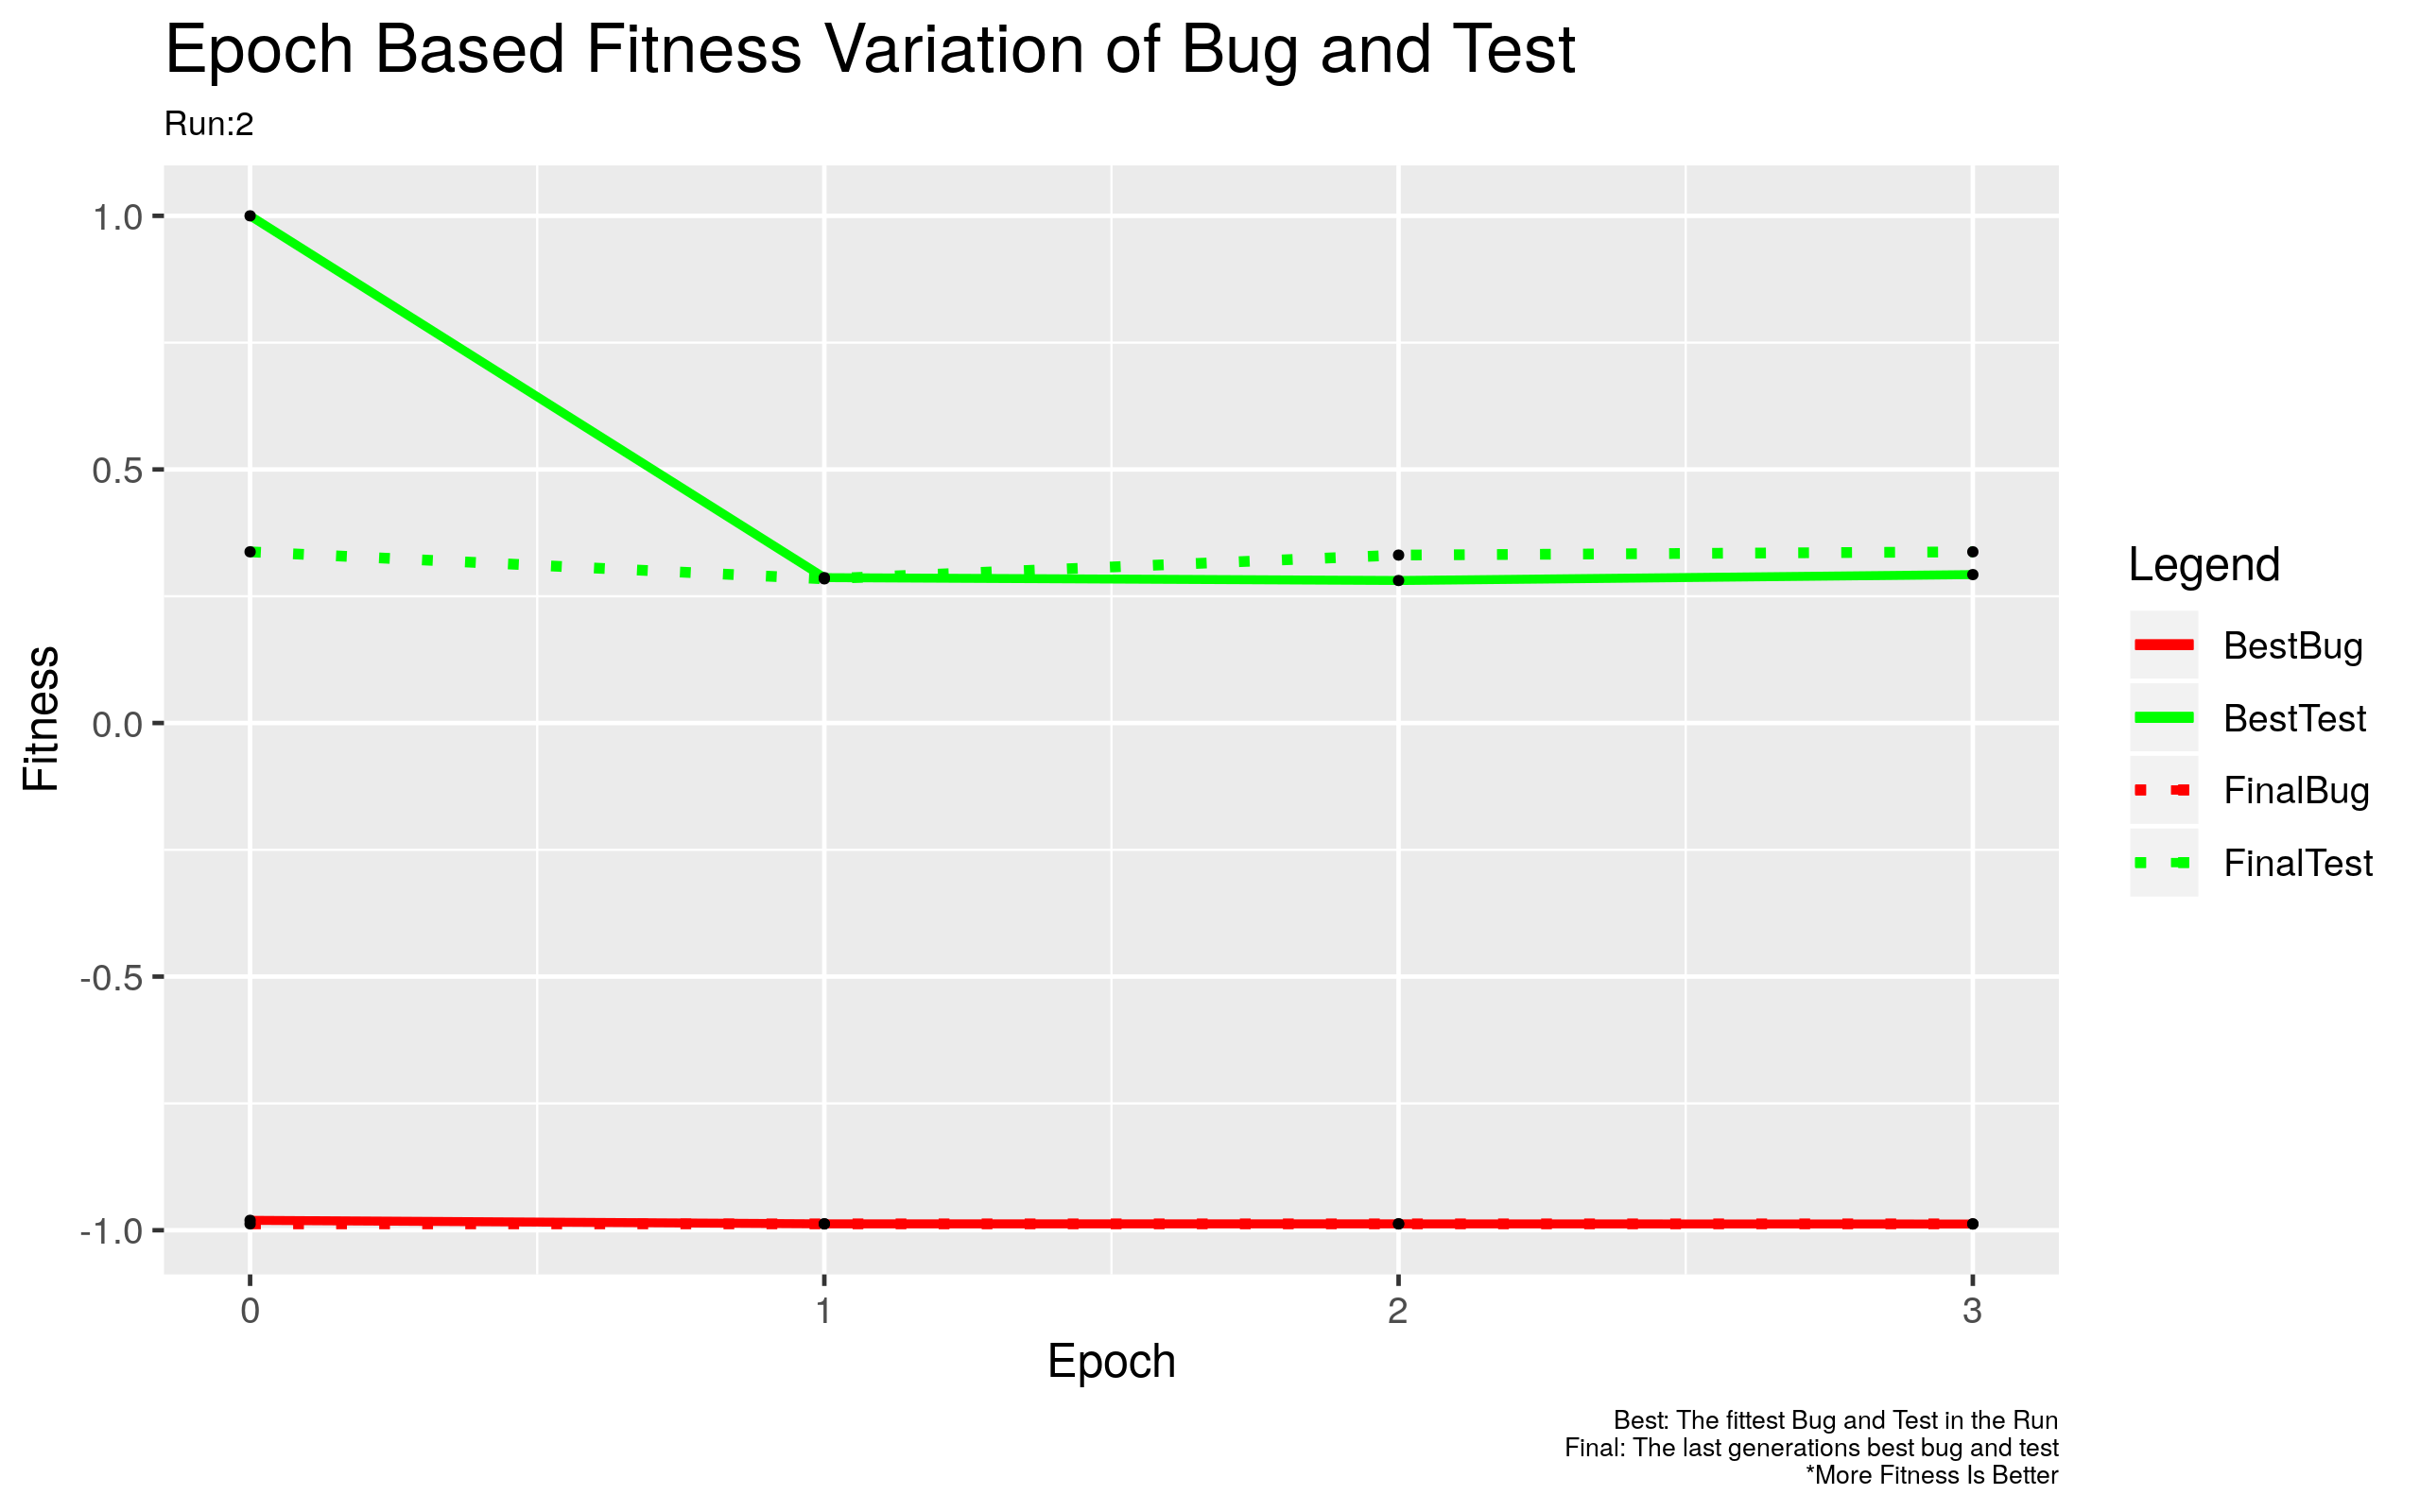 Epoch Based Fitness Variation of Bug and Test
Run:2
1.0
0.5
0.0
-0.5
-1.0
Fitness
0
1
2
3
Epoch
Legend
BestBug
BestTest
FinalBug
FinalTest
Best: The fittest Bug and Test in the Run
Final: The last generations best bug and test
*More Fitness Is Better